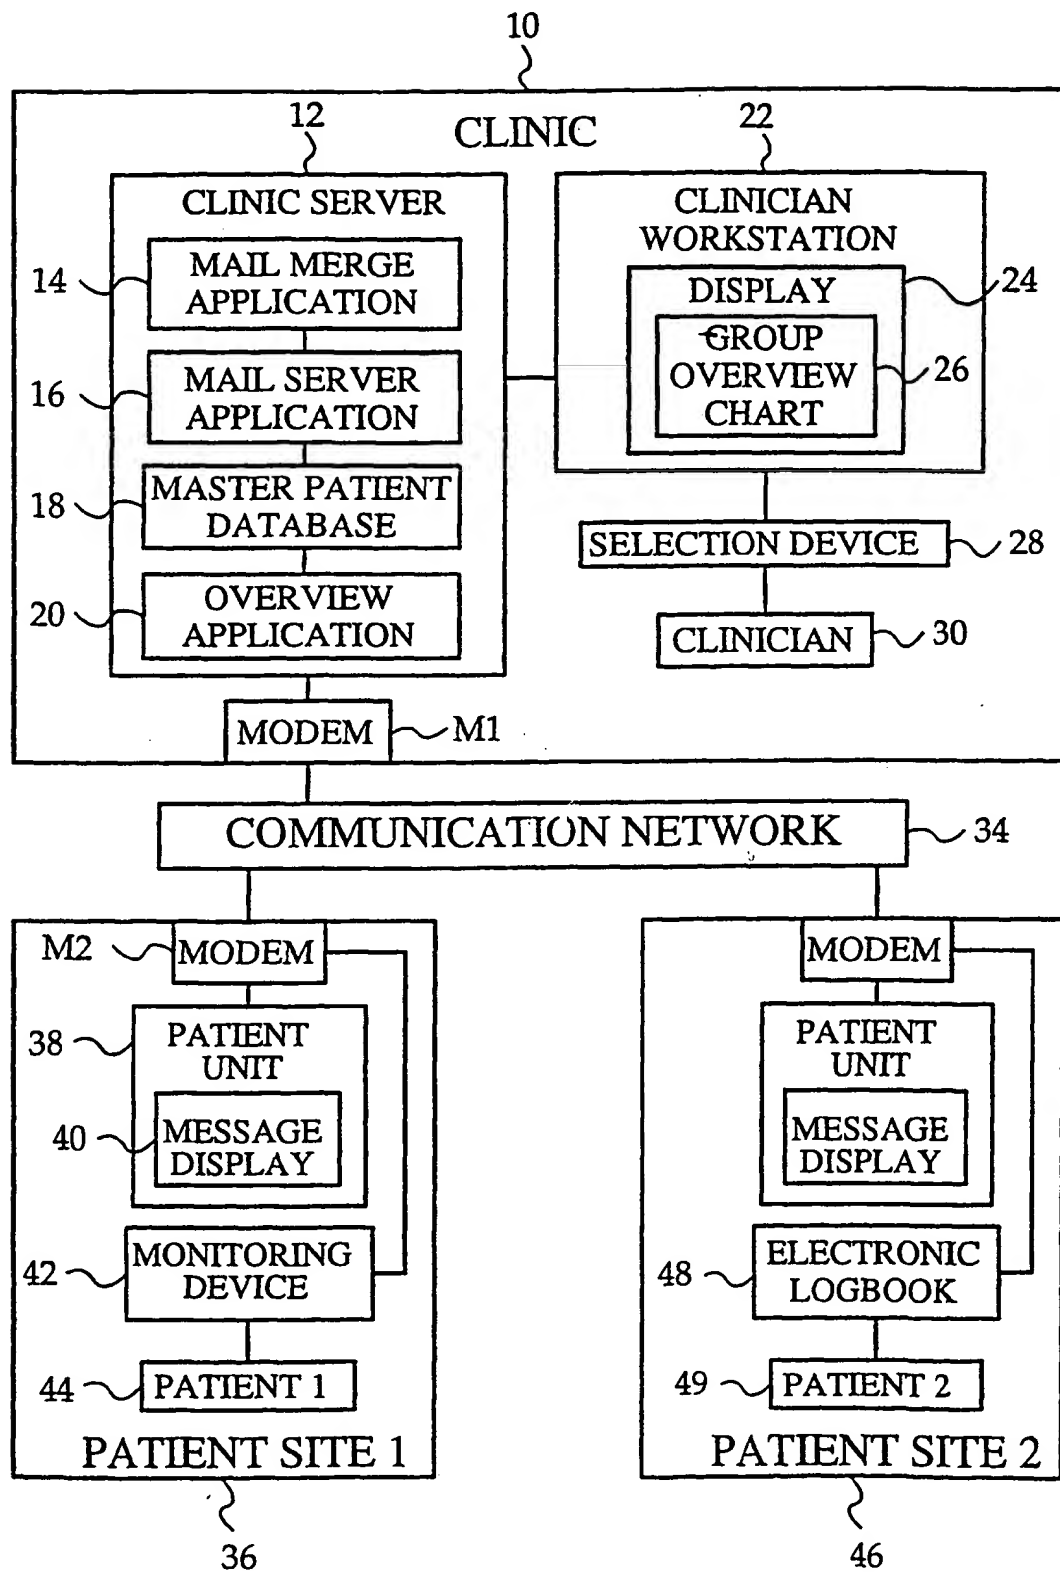 10
12
CLINIC
22
CLINIC SERVER
CLINICIAN
WORKSTATION
14
MAIL MERGE
APPLICATION
DISPLAY
24
GROUP
OVERVIEW
CHART
26
16
MAIL SERVER
APPLICATION
18
MASTER PATIENT
DATABASE
SELECTION DEVICE
28
20
OVERVIEW
APPLICATION
CLINICIAN
30
MODEM
M1
COMMUNICATION NETWORK
34
M2
MODEM
38
PATIENT
UNIT
40
MESSAGE
DISPLAY
42
MONITORING
DEVICE
44
PATIENT 1
PATIENT SITE 1
36
MODEM
PATIENT
UNIT
MESSAGE
DISPLAY
48
ELECTRONIC
LOGBOOK
49
PATIENT 2
PATIENT SITE 2
46